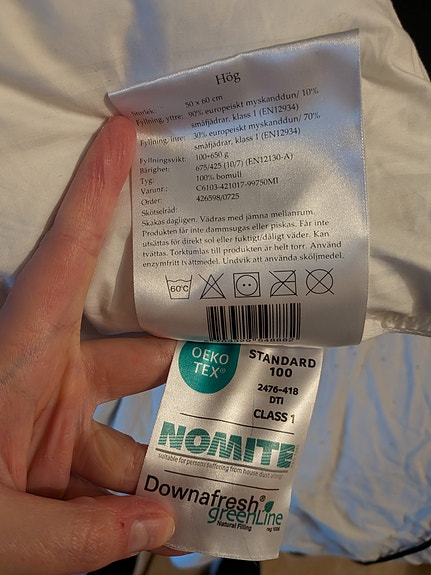 Hög
Storlek: 50 x 60 cm
Fyllning, yttre: 90% europeiskt myskanddun/ 10%
småfjädrar, klass 1 (EN12934)
Fyllning, inre: 30% europeiskt myskanddun/ 70%
småfjädrar, klass 1 (EN12934)
Fyllningsvikt: 100+650 g
Bärighet: 675/425 (10/7) (EN12130-A)
Tyg: 100% bomull
Varunr.: C6103-421017-99750MI
Order: 426598/0725
Skötselråd:
Skakas dagligen. Vädras med jämna mellanrum.
Produkten får inte dammsugas eller piskas. Får inte
utsättas för direkt sol eller fuktigt/dåligt väder. Kan
tvättas. Torktumlas till produkten är helt torr. Använd
enzymfritt tvättmedel. Undvik att använda sköljmedel.
60°C
OEKO
TEX®
STANDARD
100
2476-418
DTI
CLASS 1
NOMITE
suitable for persons suffering from house dust allergy
Downafresh®
greenLine
Natural Filling